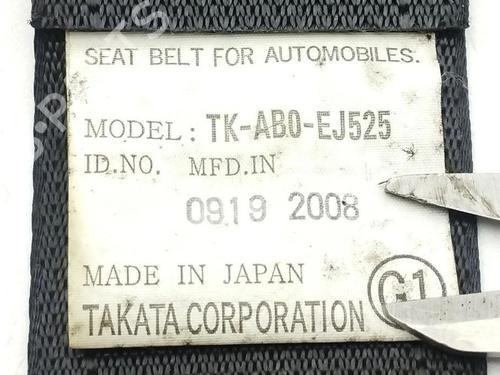 SEAT BELT FOR AUTOMOBILES.
MODEL: TK-AB0-EJ525
ID.NO. MFD.IN
0919 2008
MADE IN JAPAN
TAKATA CORPORATION G1